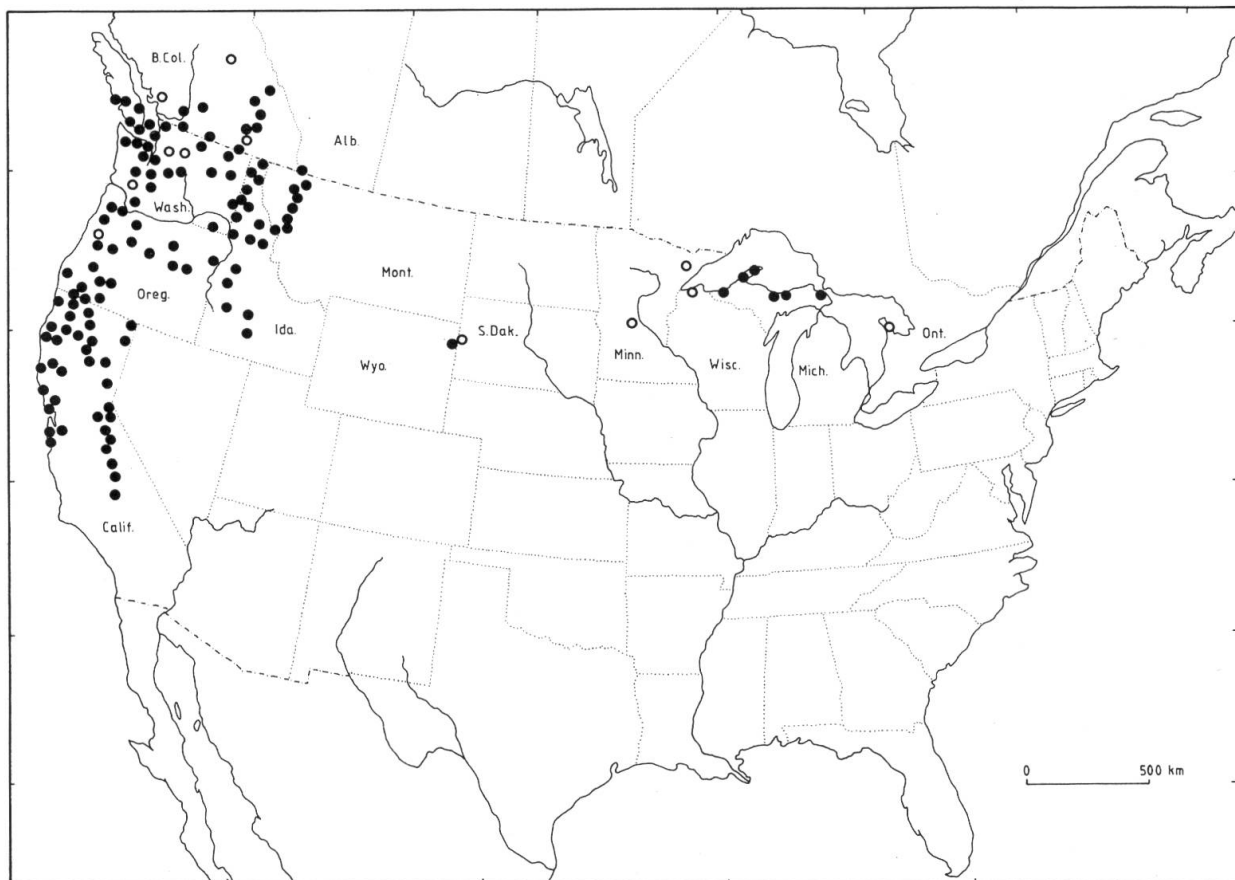 B.Col.
Alb.
Wash.
Mont.
Oreg.
Ida.
S.Dak.
Ont.
Wyo.
Minn.
Wisc.
Mich.
Calif.
0 500 km